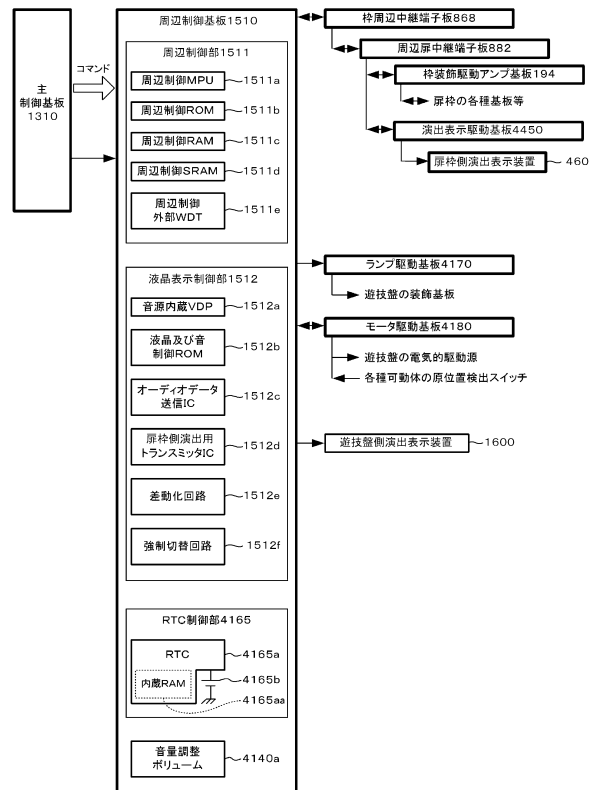 主
制御基板
1310
コマンド
周辺制御基板1510
周辺制御部1511
周辺制御MPU
1511a
周辺制御ROM
1511b
周辺制御RAM
1511c
周辺制御SRAM
1511d
周辺制御
外部WDT
1511e
液晶表示制御部1512
音源内蔵VDP
1512a
液晶及び音
制御ROM
1512b
オーディオデータ
送信IC
1512c
扉枠側演出用
トランスミッタIC
1512d
差動化回路
1512e
強制切替回路
1512f
RTC制御部4165
RTC
4165a
内蔵RAM
4165b
4165aa
音量調整
ボリューム
4140a
枠周辺中継端子板868
周辺扉中継端子板882
枠装飾駆動アンプ基板194
扉枠の各種基板等
演出表示駆動基板4450
扉枠側演出表示装置
460
ランプ駆動基板4170
遊技盤の装飾基板
モータ駆動基板4180
遊技盤の電気的駆動源
各種可動体の原位置検出スイッチ
遊技盤側演出表示装置
1600